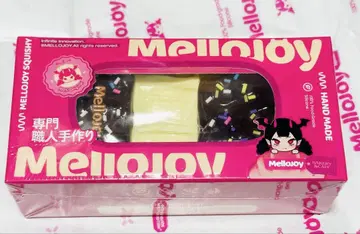 Infinite innovation.
©MELLOJOY.All rights reserved.
MelloJoy
MELLOJOY SQUISHY
Mellojoy
専門
職人手作り
HAND MADE
MelloJoy
MelloJoy